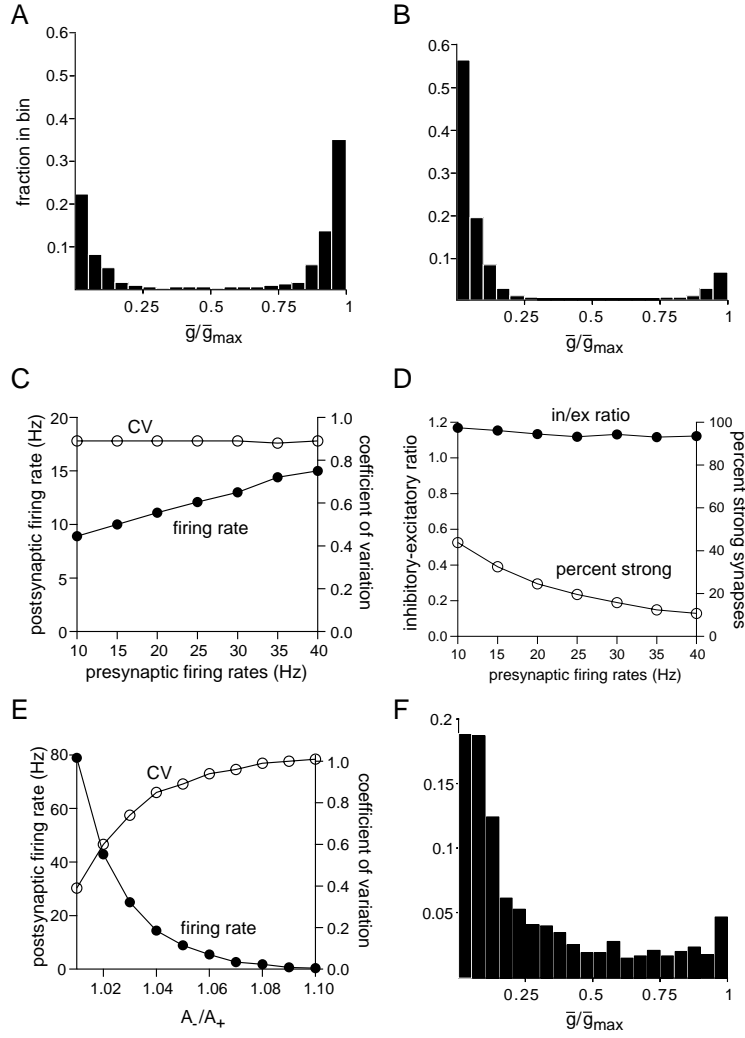 A
0.6
0.5
0.4
0.3
0.2
0.1
fraction in bin
0.25
0.5
0.75
1
g̅/g̅max
B
0.6
0.5
0.4
0.3
0.2
0.1
0.25
0.5
0.75
1
g̅/g̅max
C
20
15
10
5
0
postsynaptic firing rate (Hz)
CV
firing rate
1.0
0.8
0.6
0.4
0.2
0.0
coefficient of variation
10 15 20 25 30 35 40
presynaptic firing rates (Hz)
D
1.2
1.0
0.8
0.6
0.4
0.2
0.0
inhibitory-excitatory ratio
in/ex ratio
percent strong
100
80
60
40
20
0
percent strong synapses
10 15 20 25 30 35 40
presynaptic firing rates (Hz)
E
80
60
40
20
0
postsynaptic firing rate (Hz)
CV
firing rate
1.0
0.8
0.6
0.4
0.2
0.0
coefficient of variation
1.02 1.04 1.06 1.08 1.10
A-/A+
F
0.2
0.15
0.1
0.05
0.25
0.5
0.75
1
g̅/g̅max